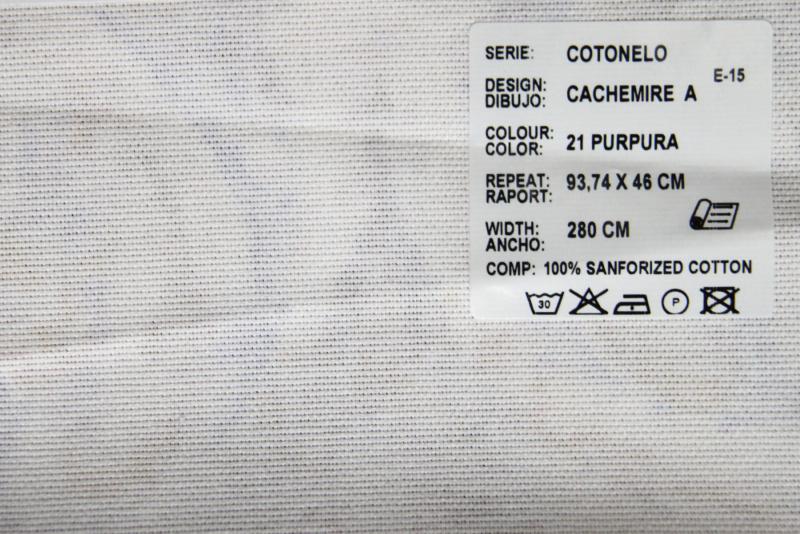 SERIE: COTONELO
E-15
DESIGN:
DIBUJO: CACHEMIRE A
COLOUR:
COLOR: 21 PURPURA
REPEAT: 93,74 X 46 CM
RAPORT:
WIDTH: 280 CM
ANCHO:
COMP: 100% SANFORIZED COTTON
30 P